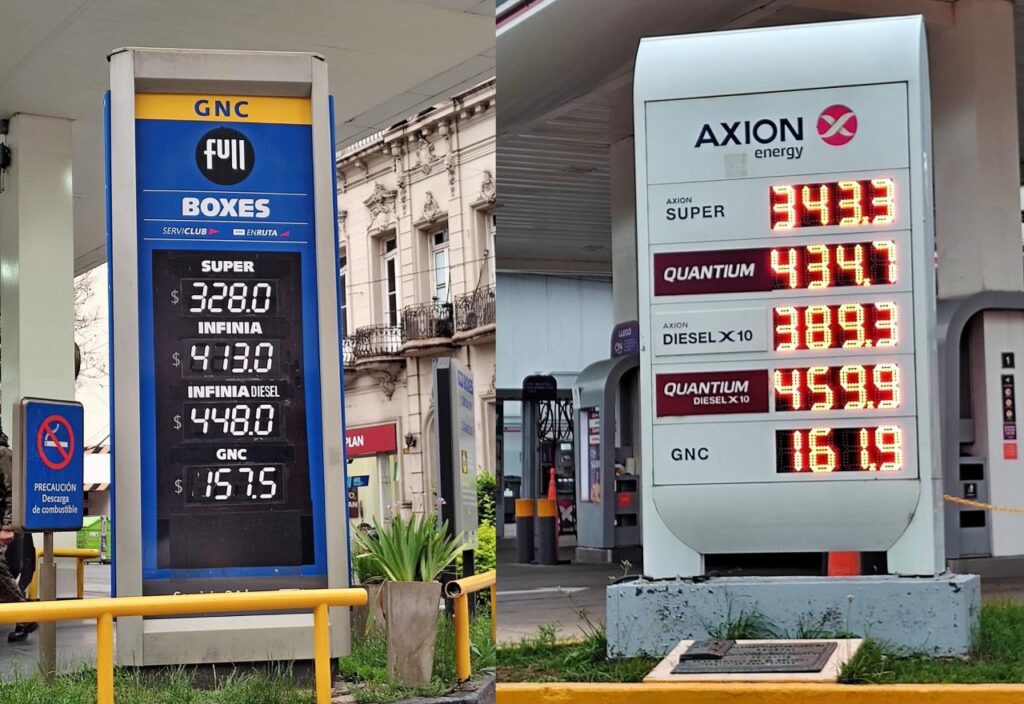 GNC
full
BOXES
SERVICLUB YPF ENRUTA
SUPER
$ 328.0
INFINIA
$ 413.0
INFINIA DIESEL
$ 448.0
GNC
$ 157.5
PRECAUCIÓN
Descarga
de combustible
PLAN
AXION
energy
AXION
SUPER 343.3
QUANTIUM 434.7
AXION
DIESEL X10 389.3
QUANTIUM
DIESEL X10 459.9
GNC 161.9
1